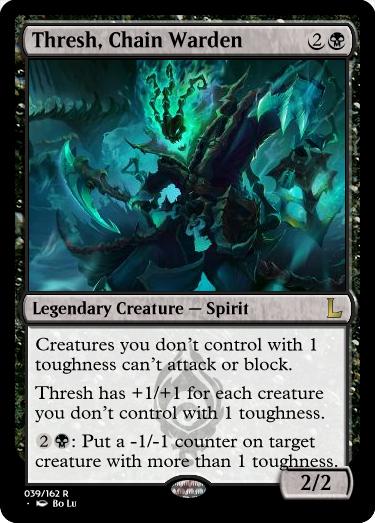 Thresh, Chain Warden 2
Legendary Creature — Spirit L
Creatures you don't control with 1
toughness can't attack or block.
Thresh has +1/+1 for each creature
you don't control with 1 toughness.
2 : Put a -1/-1 counter on target
creature with more than 1 toughness.
2/2
039/162 R
· Bo Lu